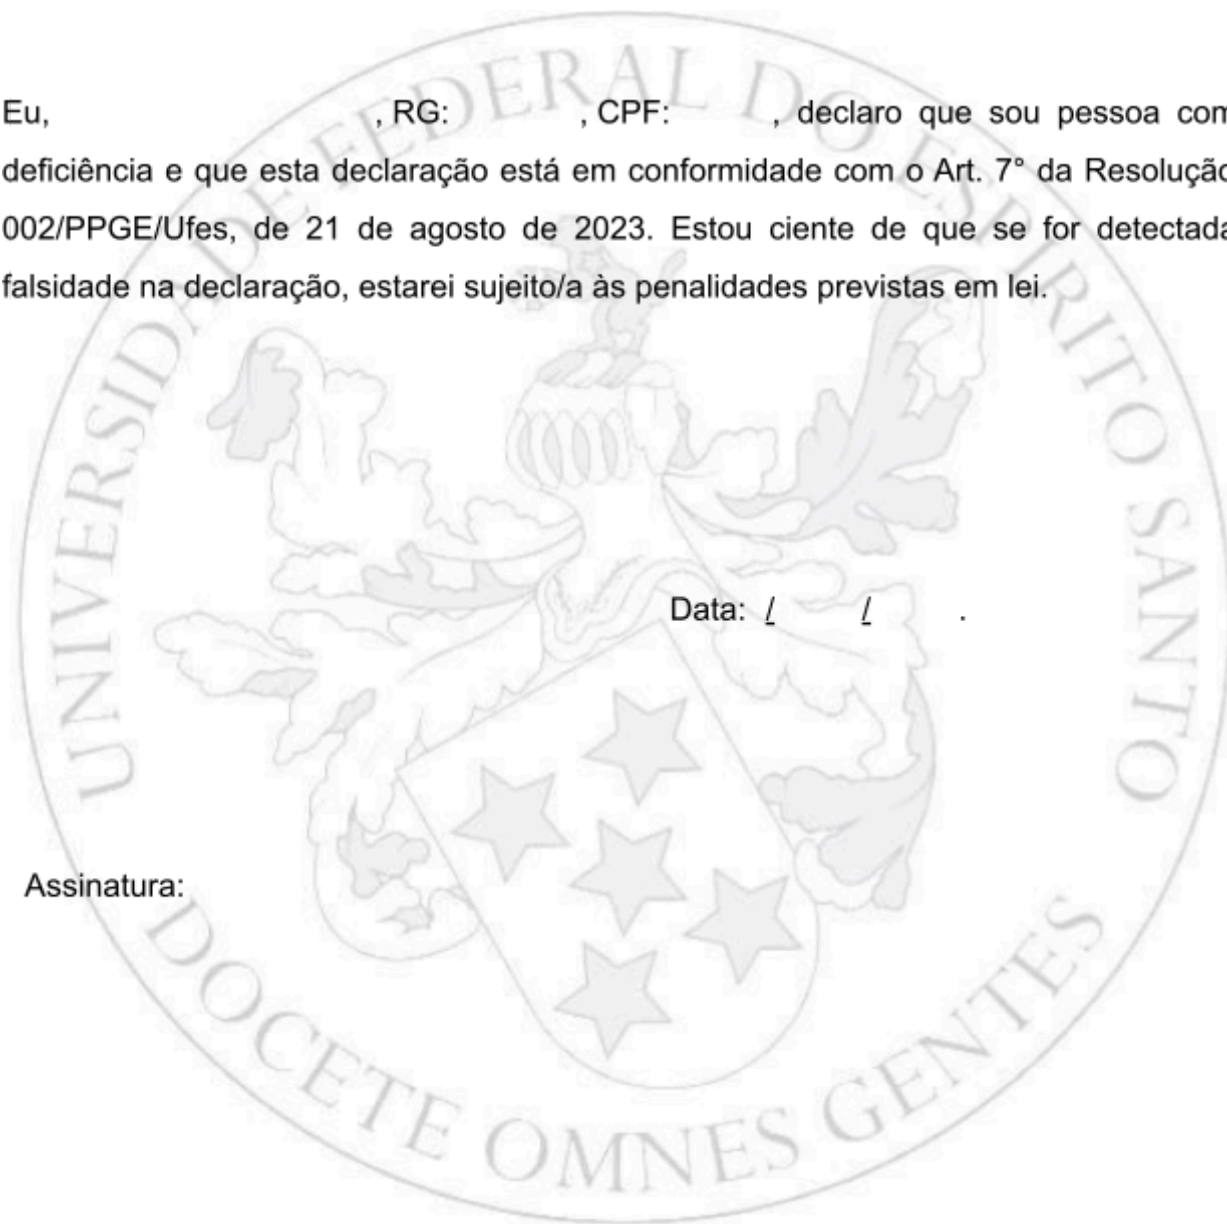 Eu, , RG: , CPF: , declaro que sou pessoa com
deficiência e que esta declaração está em conformidade com o Art. 7° da Resolução
002/PPGE/Ufes, de 21 de agosto de 2023. Estou ciente de que se for detectada
falsidade na declaração, estarei sujeito/a às penalidades previstas em lei.
Data: / / .
Assinatura:
UNIVERSIDADE FEDERAL DO ESPIRITO SANTO
DOCETE OMNES GENTES